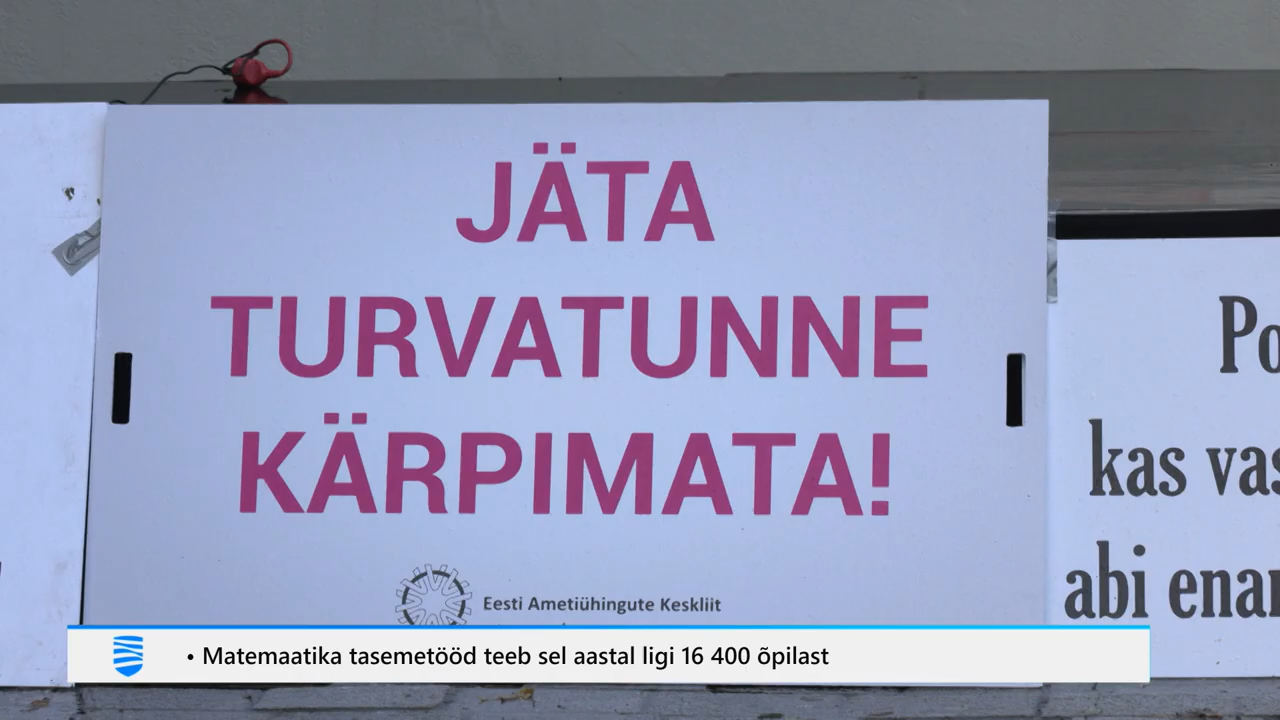 JÄTA
TURVATUNNE
KÄRPIMATA!
Eesti Ametiühingute Keskliit
kas
abi
• Matemaatika tasemetööd teeb sel aastal ligi 16 400 õpilast